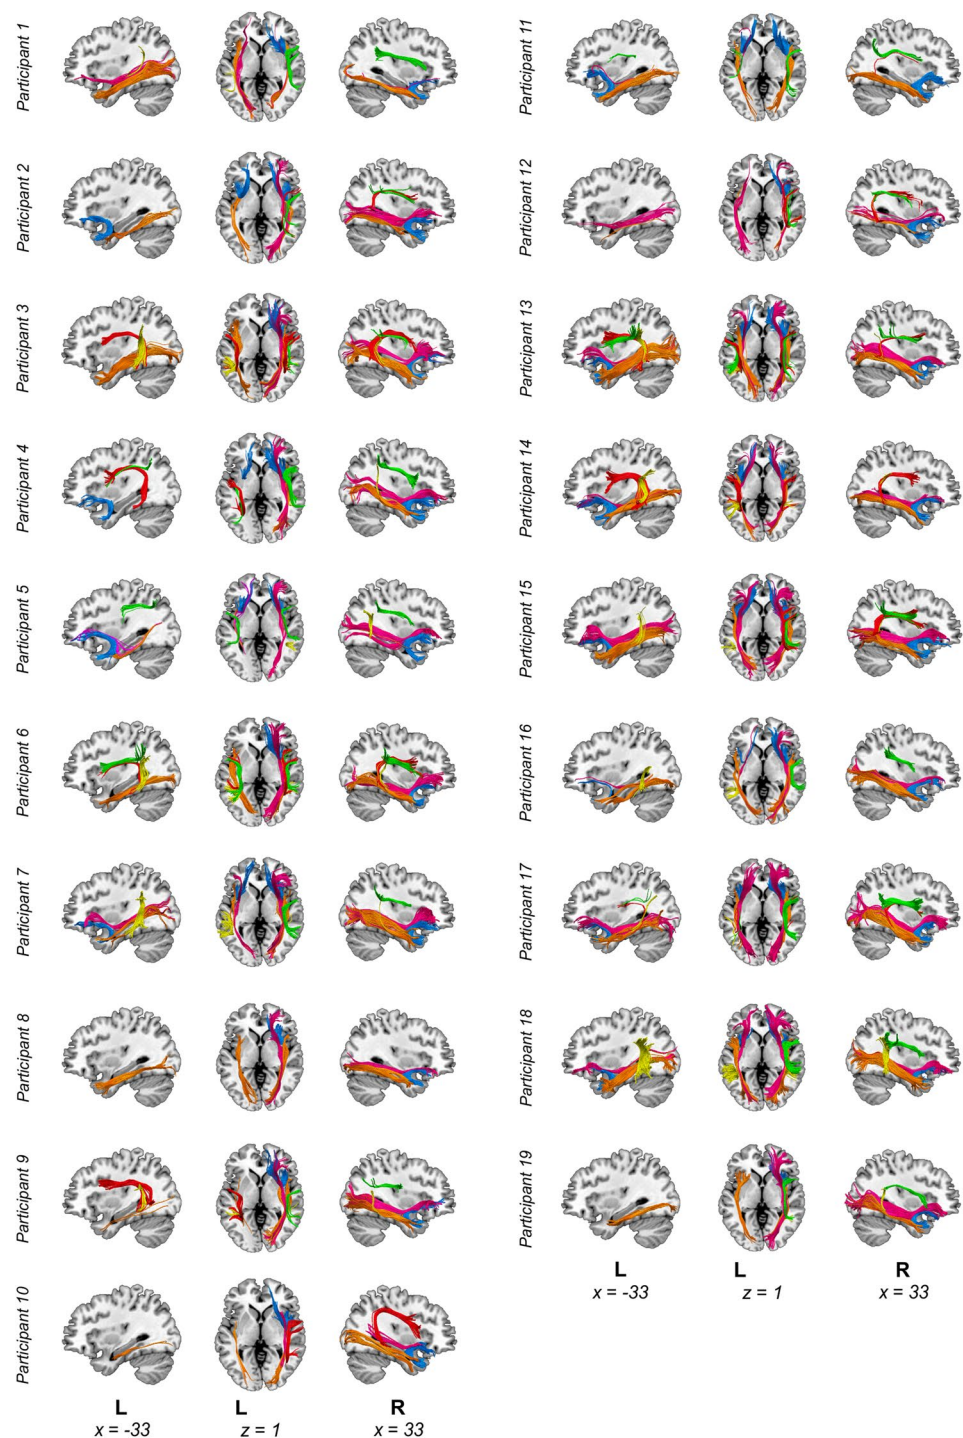 Participant 1
Participant 2
Participant 3
Participant 4
Participant 5
Participant 6
Participant 7
Participant 8
Participant 9
Participant 10
L L R
x = -33 z = 1 x = 33
Participant 11
Participant 12
Participant 13
Participant 14
Participant 15
Participant 16
Participant 17
Participant 18
Participant 19
L L R
x = -33 z = 1 x = 33